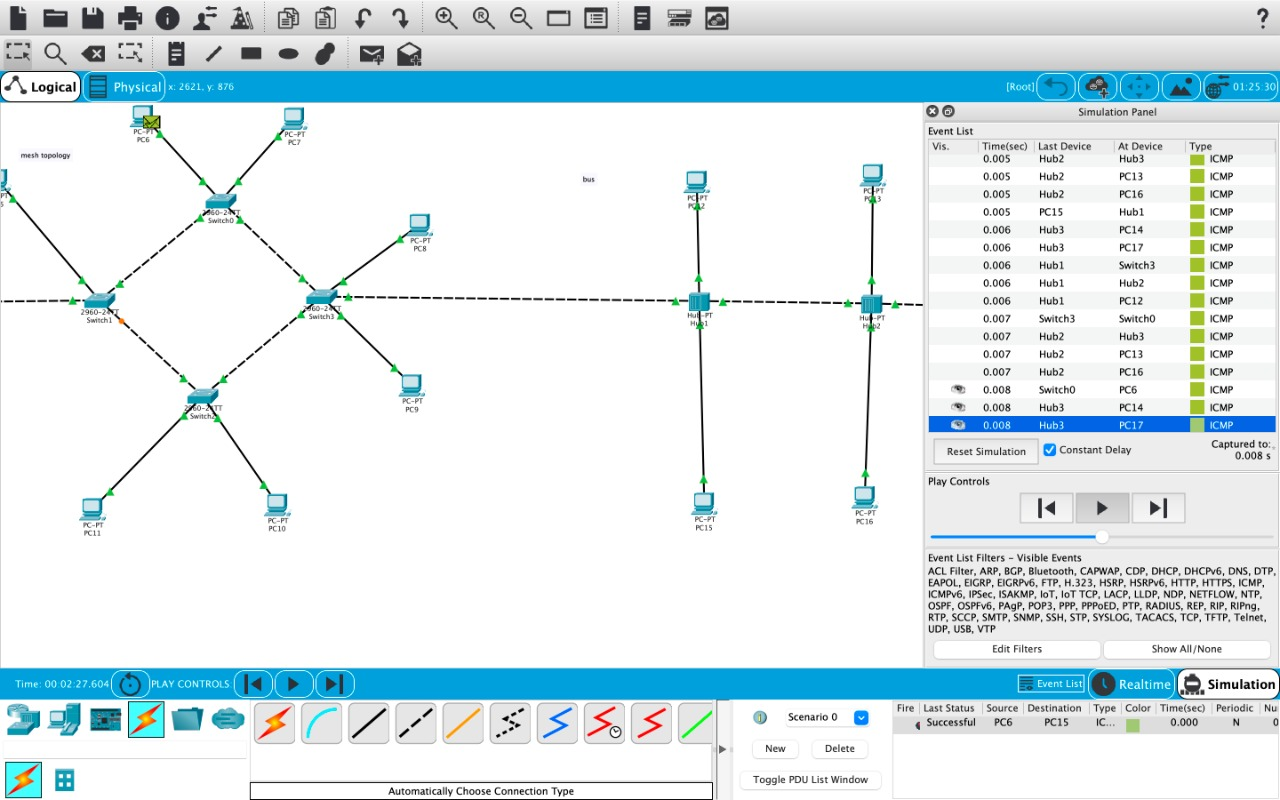 ?
Logical
Physical
x: 2621, y: 876
[Root]
01:25:30
mesh topology
bus
PC-PT
PC6
PC-PT
PC7
2960-24TT
Switch0
PC-PT
PC8
2960-24TT
Switch1
2960-24TT
Switch3
PC-PT
PC9
PC-PT
PC11
PC-PT
PC10
PC-PT
PC12
PC-PT
PC13
Hub-PT
Hub1
Hub-PT
Hub2
PC-PT
PC15
PC-PT
PC16
Simulation Panel
Event List
Vis. Time(sec) Last Device At Device Type
0.005 Hub2 Hub3 ICMP
0.005 Hub2 PC13 ICMP
0.005 Hub2 PC16 ICMP
0.005 PC15 Hub1 ICMP
0.006 Hub3 PC14 ICMP
0.006 Hub3 PC17 ICMP
0.006 Hub1 Switch3 ICMP
0.006 Hub1 Hub2 ICMP
0.006 Hub1 PC12 ICMP
0.007 Switch3 Switch0 ICMP
0.007 Hub2 Hub3 ICMP
0.007 Hub2 PC13 ICMP
0.007 Hub2 PC16 ICMP
0.008 Switch0 PC6 ICMP
0.008 Hub3 PC14 ICMP
0.008 Hub3 PC17 ICMP
Reset Simulation
Constant Delay
Captured to:
0.008 s
Play Controls
Event List Filters - Visible Events
ACL Filter, ARP, BGP, Bluetooth, CAPWAP, CDP, DHCP, DHCPv6, DNS, DTP,
EAPOL, EIGRP, EIGRPv6, FTP, H.323, HSRP, HSRPv6, HTTP, HTTPS, ICMP,
ICMPv6, IPSec, ISAKMP, IoT, IoT TCP, LACP, LLDP, NDP, NETFLOW, NTP,
OSPF, OSPFv6, PAgP, POP3, PPP, PPPoED, PTP, RADIUS, REP, RIP, RIPng,
RTP, SCCP, SMTP, SNMP, SSH, STP, SYSLOG, TACACS, TCP, TFTP, Telnet,
UDP, USB, VTP
Edit Filters
Show All/None
Time: 00:02:27.604
PLAY CONTROLS:
Event List
Realtime
Simulation
Automatically Choose Connection Type
Scenario 0
New
Delete
Toggle PDU List Window
Fire Last Status Source Destination Type Color Time(sec) Periodic Nu
Successful PC6 PC15 IC... 0.000 N 0